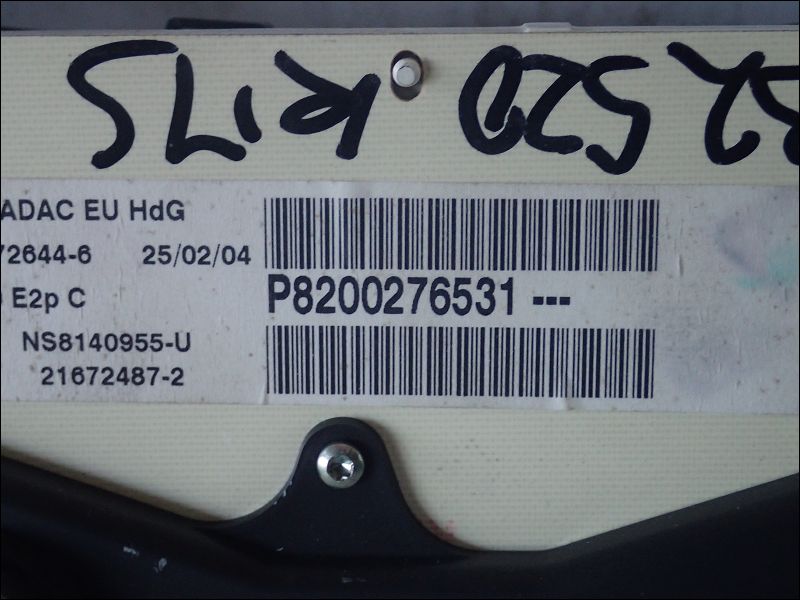 ADAC EU HdG
72644-6 25/02/04
E2p C
P8200276531 ---
NS8140955-U
21672487-2